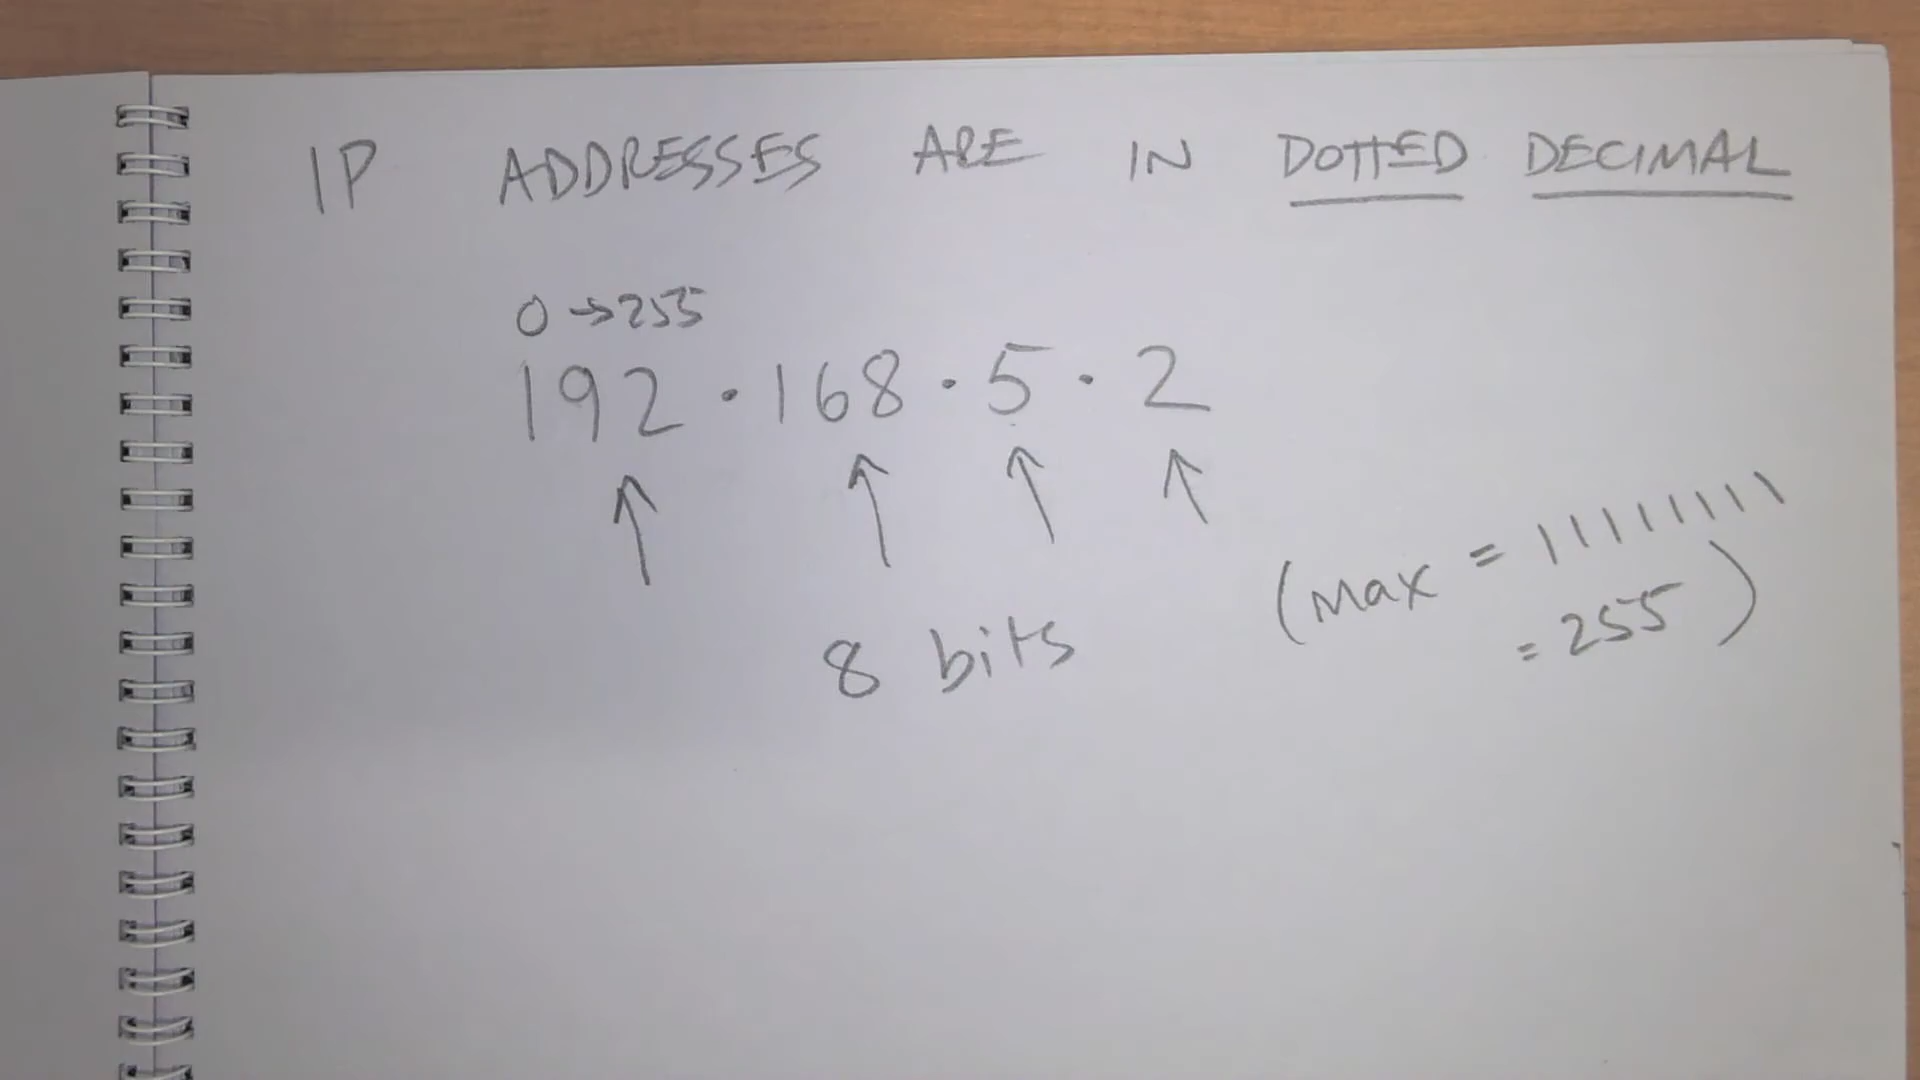 IP ADDRESSES ARE IN DOTTED DECIMAL
0 → 255
192 · 168 · 5 · 2
↑ ↑ ↑ ↑
8 bits
(max = 11111111
= 255)